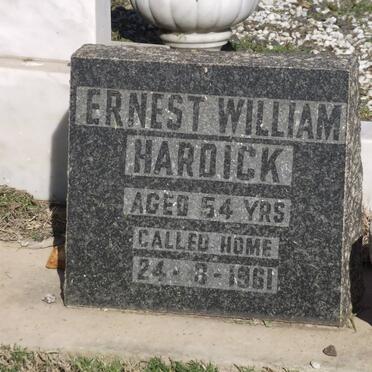 ERNEST WILLIAM
HARDICK
AGED 54 YRS
CALLED HOME
24-8-1961